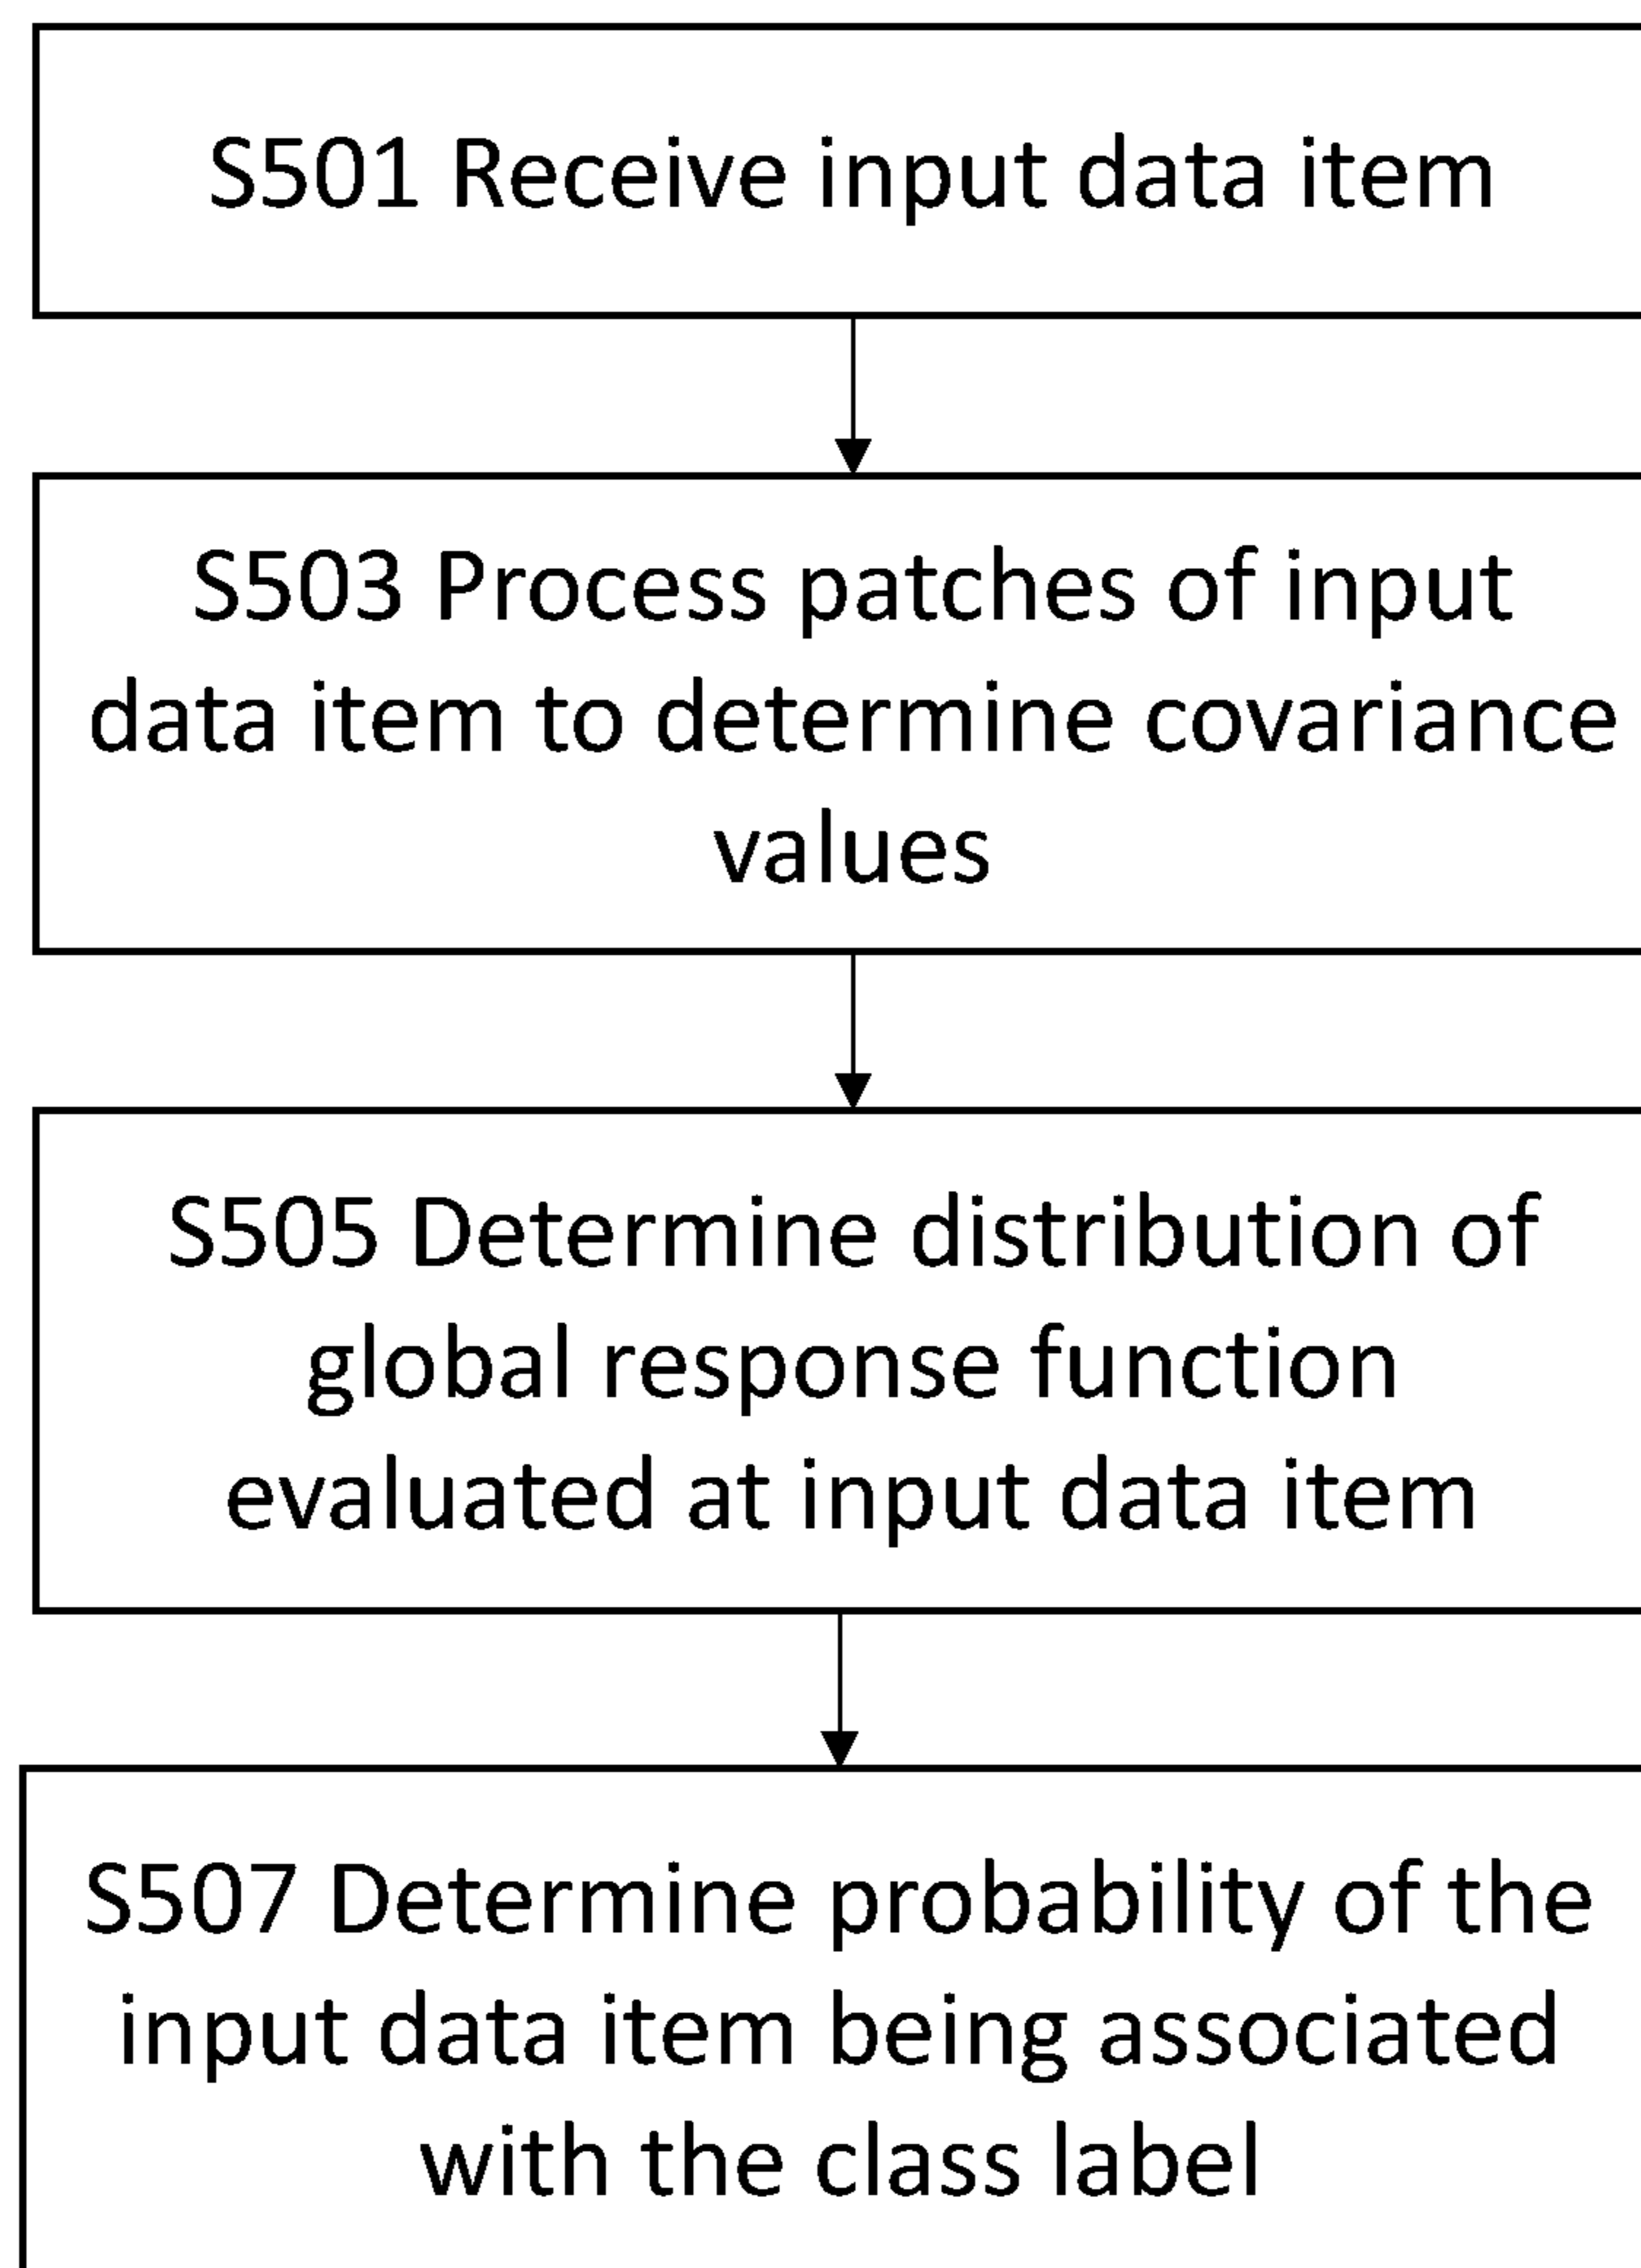 S501 Receive input data item
S503 Process patches of input
data item to determine covariance
values
S505 Determine distribution of
global response function
evaluated at input data item
S507 Determine probability of the
input data item being associated
with the class label